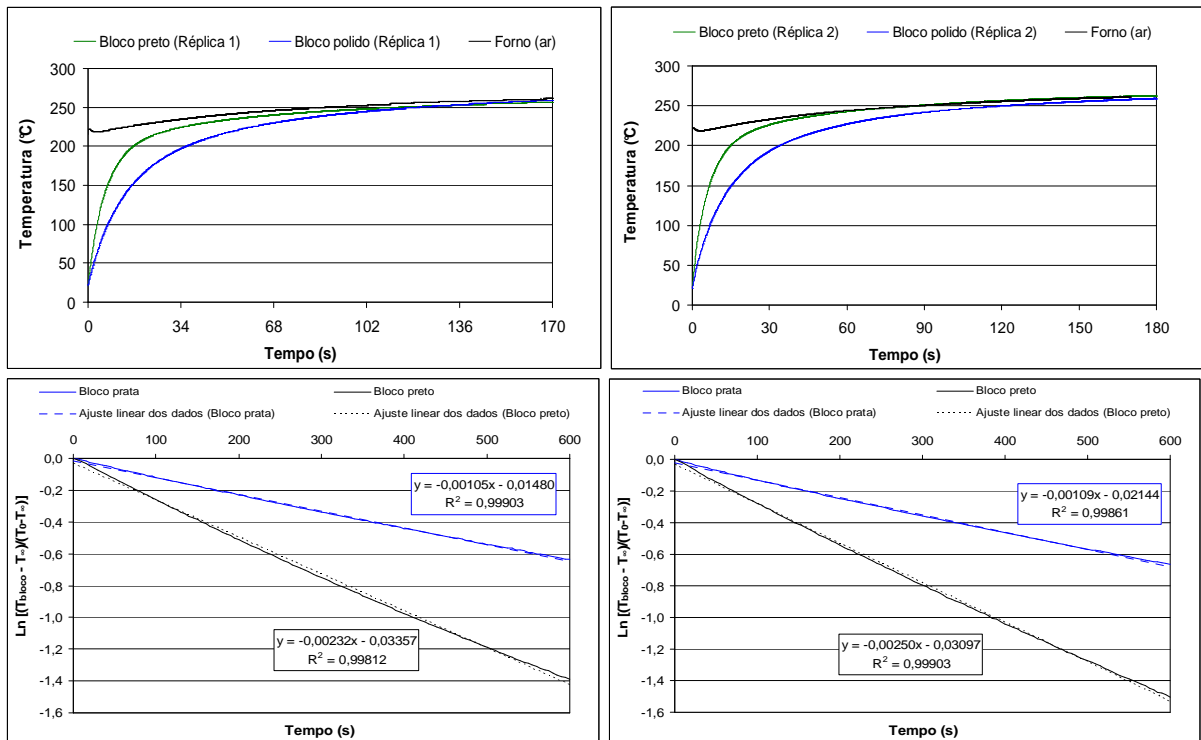 Bloco preto (Réplica 1) Bloco polido (Réplica 1) Forno (ar)
300
250
200
150
100
50
0
Temperatura (°C)
0 34 68 102 136 170
Tempo (s)
Bloco preto (Réplica 2) Bloco polido (Réplica 2) Forno (ar)
300
250
200
150
100
50
0
Temperatura (°C)
0 30 60 90 120 150 180
Tempo (s)
Bloco prata Bloco preto
Ajuste linear dos dados (Bloco prata) Ajuste linear dos dados (Bloco preto)
0 100 200 300 400 500 600
0,0
-0,2
-0,4
-0,6
-0,8
-1,0
-1,2
-1,4
-1,6
Ln [(Tbloco - T∞)/(T0-T∞)]
y = -0,00105x - 0,01480
R² = 0,99903
y = -0,00232x - 0,03357
R² = 0,99812
Tempo (s)
Bloco prata Bloco preto
Ajuste linear dos dados (Bloco prata) Ajuste linear dos dados (Bloco preto)
0 100 200 300 400 500 600
0,0
-0,2
-0,4
-0,6
-0,8
-1,0
-1,2
-1,4
-1,6
Ln [(Tbloco - T∞)/(T0-T∞)]
y = -0,00109x - 0,02144
R² = 0,99861
y = -0,00250x - 0,03097
R² = 0,99903
Tempo (s)